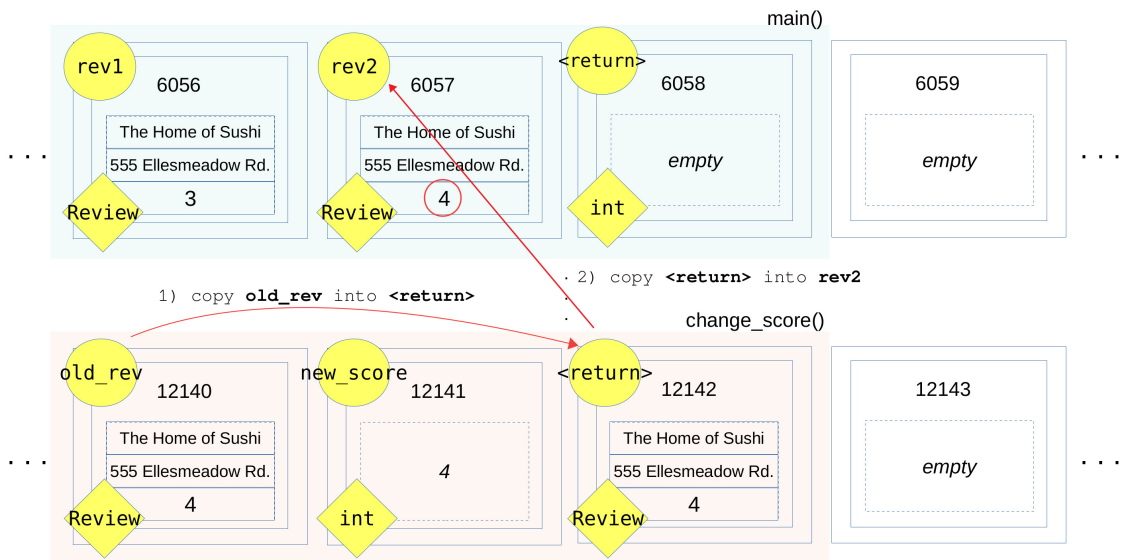 main()
rev1
6056
The Home of Sushi
555 Ellesmeadow Rd.
3
Review
rev2
6057
The Home of Sushi
555 Ellesmeadow Rd.
4
Review
<return>
6058
empty
int
6059
empty
...
...
1) copy old_rev into <return>
2) copy <return> into rev2
change_score()
old_rev
12140
The Home of Sushi
555 Ellesmeadow Rd.
4
Review
new_score
12141
4
int
<return>
12142
The Home of Sushi
555 Ellesmeadow Rd.
4
Review
12143
empty
...
...